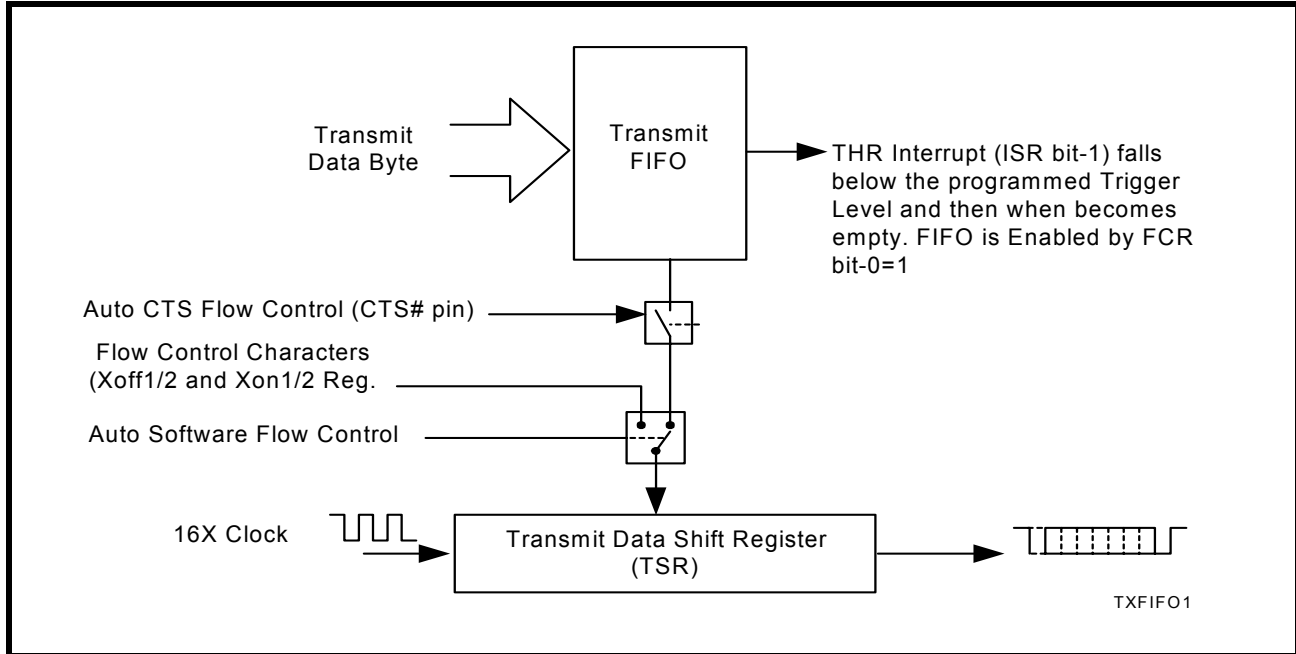 Transmit
Data Byte
Transmit
FIFO
THR Interrupt (ISR bit-1) falls
below the programmed Trigger
Level and then when becomes
empty. FIFO is Enabled by FCR
bit-0=1
Auto CTS Flow Control (CTS# pin)
Flow Control Characters
(Xoff1/2 and Xon1/2 Reg.
Auto Software Flow Control
16X Clock
Transmit Data Shift Register
(TSR)
TXFIFO1